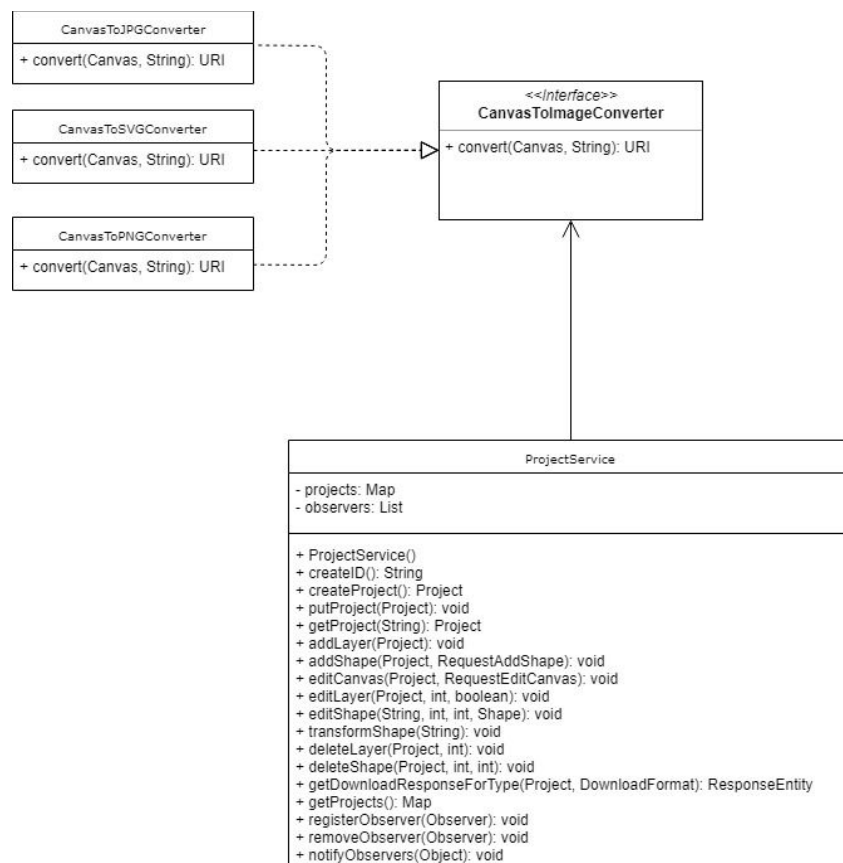 CanvasToJPGConverter
+ convert(Canvas, String): URI
CanvasToSVGConverter
+ convert(Canvas, String): URI
CanvasToPNGConverter
+ convert(Canvas, String): URI
<<Interface>>
CanvasToImageConverter
+ convert(Canvas, String): URI
ProjectService
- projects: Map
- observers: List
+ ProjectService()
+ createID(): String
+ createProject(): Project
+ putProject(Project): void
+ getProject(String): Project
+ addLayer(Project): void
+ addShape(Project, RequestAddShape): void
+ editCanvas(Project, RequestEditCanvas): void
+ editLayer(Project, int, boolean): void
+ editShape(String, int, int, Shape): void
+ transformShape(String): void
+ deleteLayer(Project, int): void
+ deleteShape(Project, int, int): void
+ getDownloadResponseForType(Project, DownloadFormat): ResponseEntity
+ getProjects(): Map
+ registerObserver(Observer): void
+ removeObserver(Observer): void
+ notifyObservers(Object): void